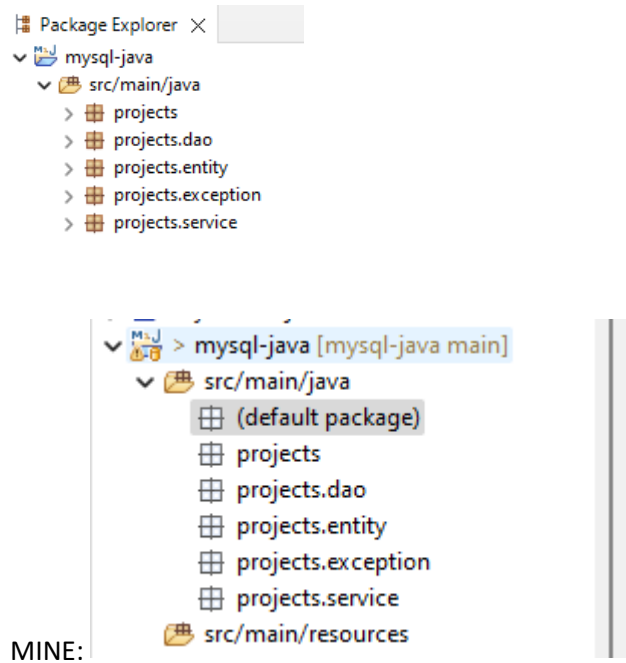 Package Explorer
mysql-java
src/main/java
projects
projects.dao
projects.entity
projects.exception
projects.service
> mysql-java [mysql-java main]
src/main/java
(default package)
projects
projects.dao
projects.entity
projects.exception
projects.service
MINE: src/main/resources